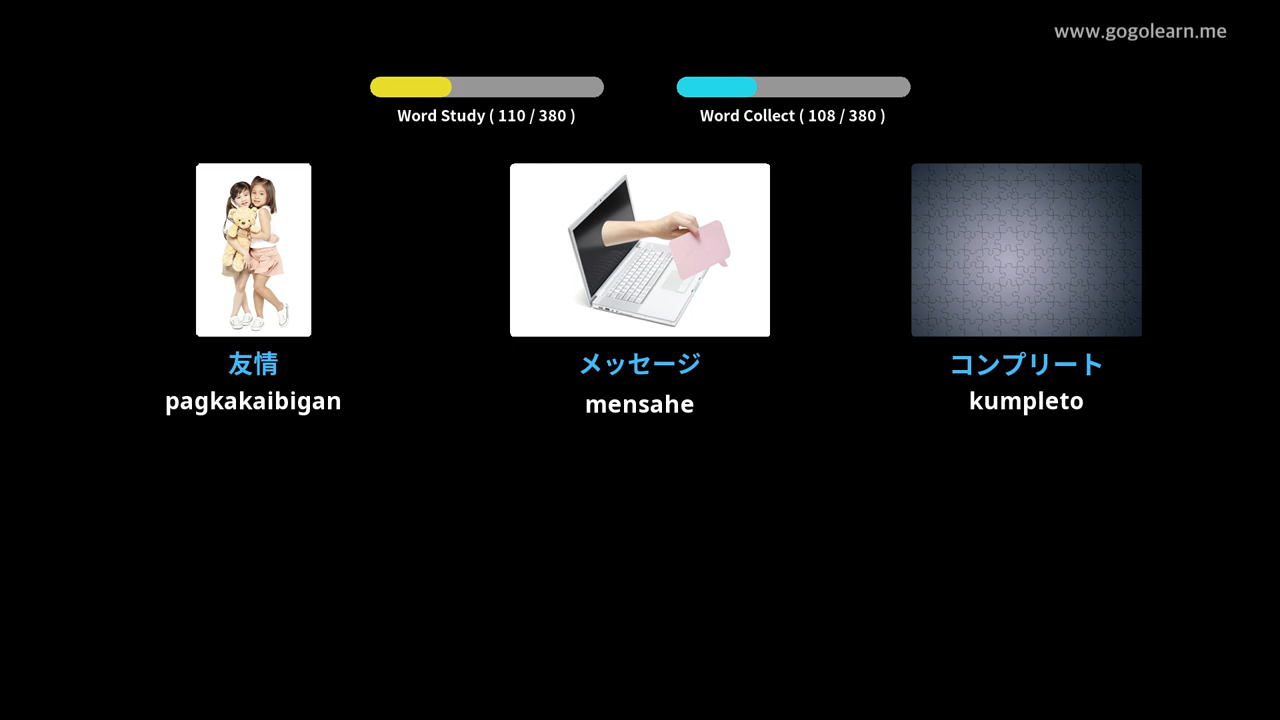 www.gogolearn.me
Word Study ( 110 / 380 )
Word Collect ( 108 / 380 )
友情
メッセージ
コンプリート
pagkakaibigan
mensahe
kumpleto